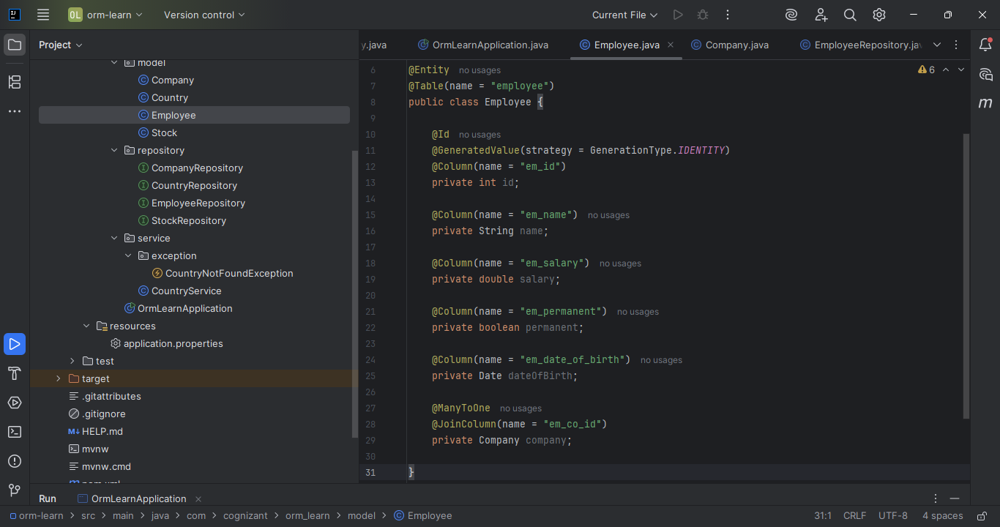 OL orm-learn Version control Current File
Project
y.java OrmLearnApplication.java Employee.java Company.java EmployeeRepository.jav
model
Company
Country
Employee
Stock
repository
CompanyRepository
CountryRepository
EmployeeRepository
StockRepository
service
exception
CountryNotFoundException
CountryService
OrmLearnApplication
resources
application.properties
test
target
.gitattributes
.gitignore
M↓ HELP.md
mvnw
mvnw.cmd
6 @Entity no usages
6
7 @Table(name = "employee")
8 public class Employee {
9
10 @Id no usages
11 @GeneratedValue(strategy = GenerationType.IDENTITY)
12 @Column(name = "em_id")
13 private int id;
14
15 @Column(name = "em_name") no usages
16 private String name;
17
18 @Column(name = "em_salary") no usages
19 private double salary;
20
21 @Column(name = "em_permanent") no usages
22 private boolean permanent;
23
24 @Column(name = "em_date_of_birth") no usages
25 private Date dateOfBirth;
26
27 @ManyToOne no usages
28 @JoinColumn(name = "em_co_id")
29 private Company company;
30
31 }
m
Run OrmLearnApplication
orm-learn > src > main > java > com > cognizant > orm_learn > model > Employee
31:1 CRLF UTF-8 4 spaces